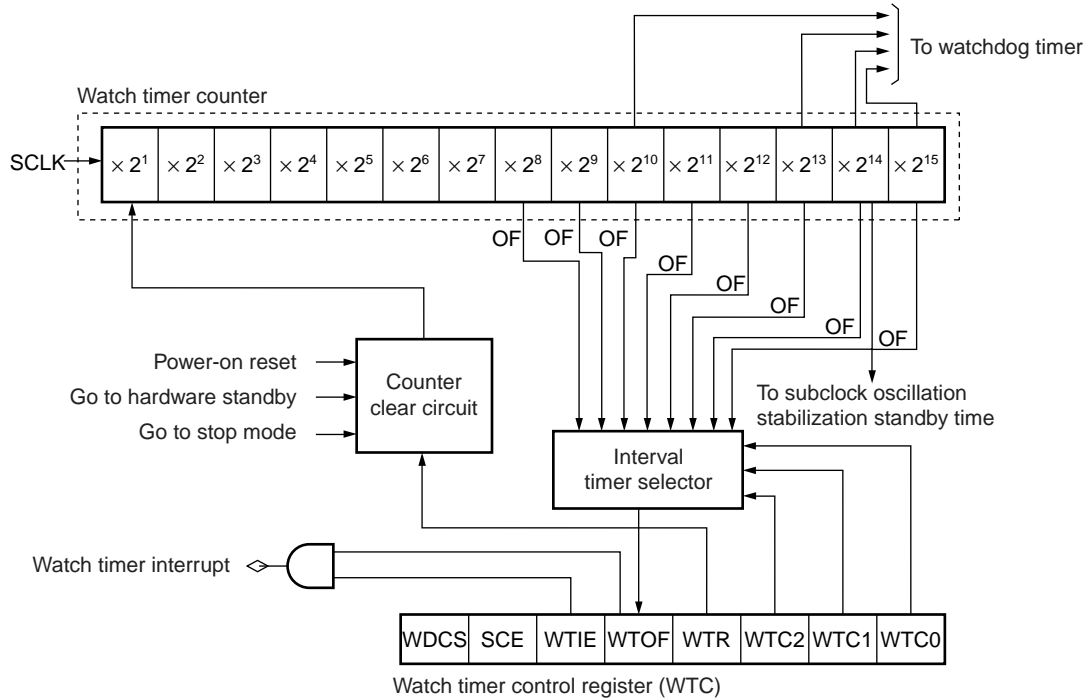 To watchdog timer
Watch timer counter
SCLK
× 2¹ × 2² × 2³ × 2⁴ × 2⁵ × 2⁶ × 2⁷ × 2⁸ × 2⁹ × 2¹⁰ × 2¹¹ × 2¹² × 2¹³ × 2¹⁴ × 2¹⁵
OF OF OF OF OF OF OF OF
Power-on reset
Go to hardware standby
Go to stop mode
Counter
clear circuit
To subclock oscillation
stabilization standby time
Interval
timer selector
Watch timer interrupt
WDCS SCE WTIE WTOF WTR WTC2 WTC1 WTC0
Watch timer control register (WTC)